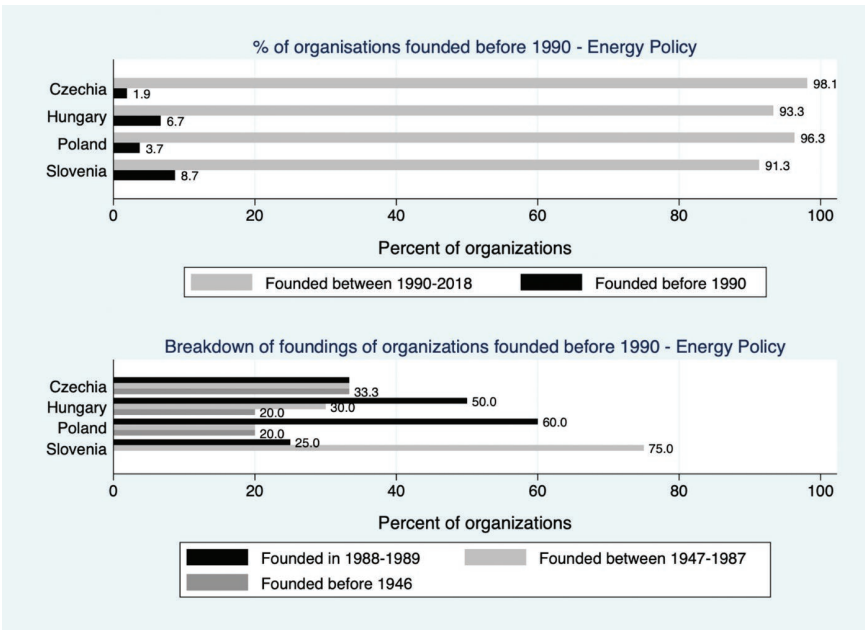 % of organisations founded before 1990 - Energy Policy
Czechia
98.1
1.9
Hungary
93.3
6.7
Poland
96.3
3.7
Slovenia
91.3
8.7
0 20 40 60 80 100
Percent of organizations
Founded between 1990-2018 Founded before 1990
Breakdown of foundings of organizations founded before 1990 - Energy Policy
Czechia
33.3
Hungary
50.0
30.0
20.0
Poland
60.0
20.0
Slovenia
25.0
75.0
0 20 40 60 80 100
Percent of organizations
Founded in 1988-1989 Founded between 1947-1987
Founded before 1946